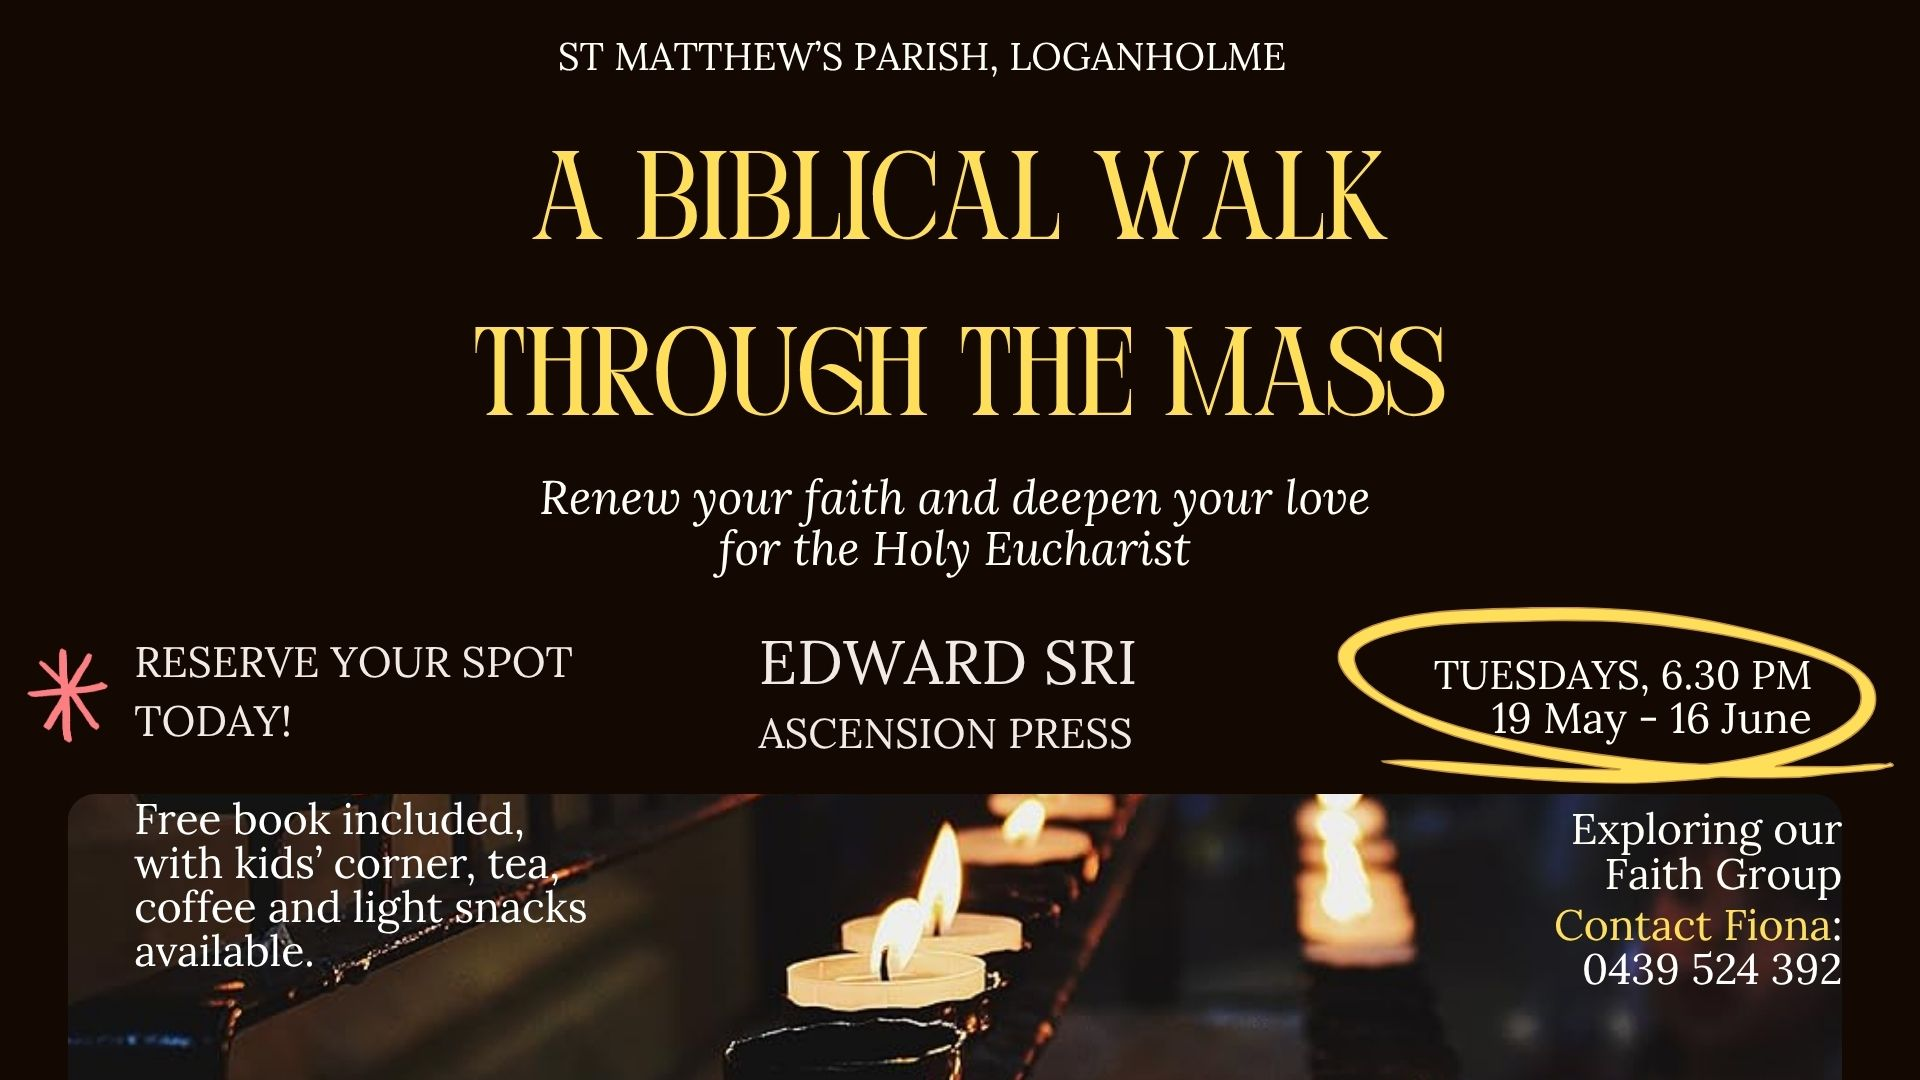 ST MATTHEW’S PARISH, LOGANHOLME
A BIBLICAL WALK
THROUGH THE MASS
Renew your faith and deepen your love
for the Holy Eucharist
RESERVE YOUR SPOT
TODAY!
EDWARD SRI
ASCENSION PRESS
TUESDAYS, 6.30 PM
19 May - 16 June
Free book included,
with kids’ corner, tea,
coffee and light snacks
available.
Exploring our
Faith Group
Contact Fiona:
0439 524 392